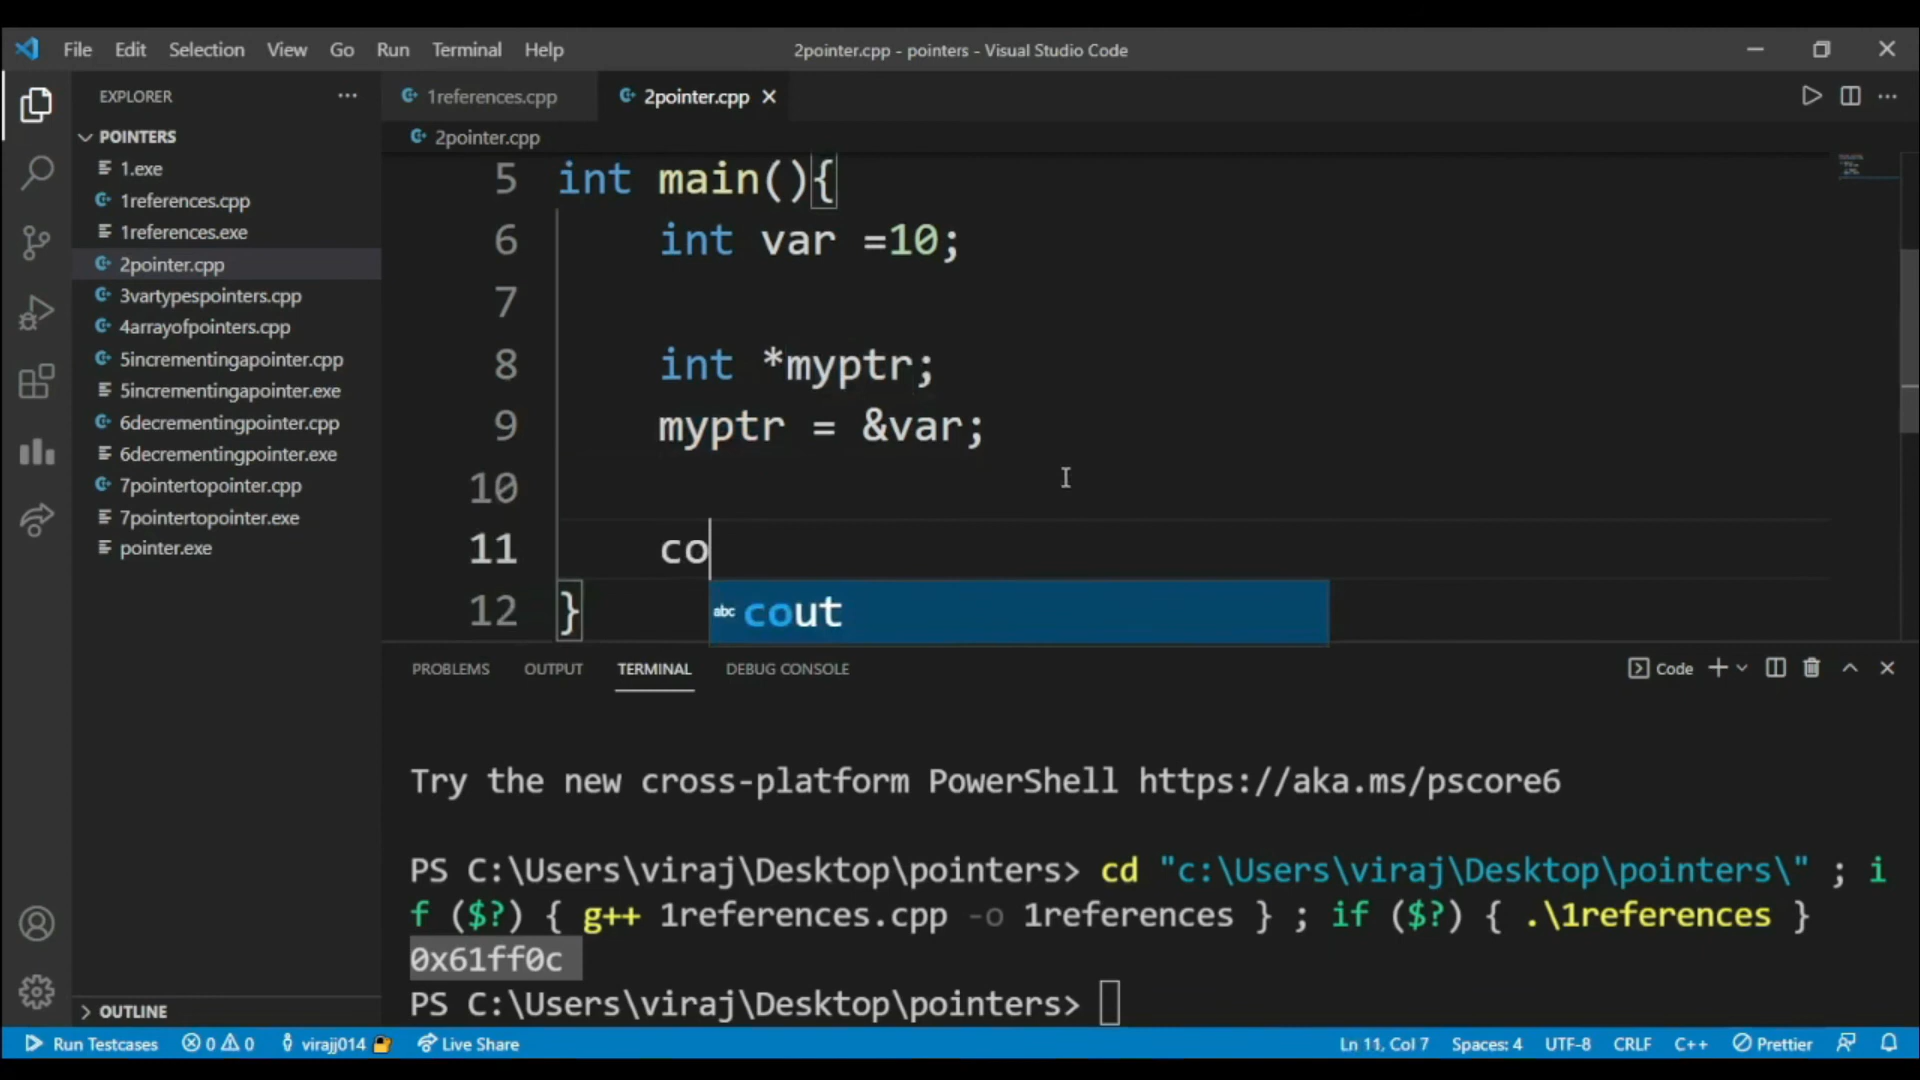 File Edit Selection View Go Run Terminal Help
2pointer.cpp - pointers - Visual Studio Code
EXPLORER
1references.cpp
2pointer.cpp
POINTERS
1.exe
1references.cpp
1references.exe
2pointer.cpp
3vartypespointers.cpp
4arrayofpointers.cpp
5incrementingapointer.cpp
5incrementingapointer.exe
6decrementingpointer.cpp
6decrementingpointer.exe
7pointertopointer.cpp
7pointertopointer.exe
pointer.exe
OUTLINE
2pointer.cpp
5 int main(){
6 int var =10;
7
8 int *myptr;
9 myptr = &var;
10
11 co
12 }
abc cout
PROBLEMS OUTPUT TERMINAL DEBUG CONSOLE
Code
Try the new cross-platform PowerShell https://aka.ms/pscore6
PS C:\Users\viraj\Desktop\pointers> cd "c:\Users\viraj\Desktop\pointers\" ; i
f ($?) { g++ 1references.cpp -o 1references } ; if ($?) { .\1references }
0x61ff0c
PS C:\Users\viraj\Desktop\pointers>
Run Testcases 0 0 virajj014 Live Share
Ln 11, Col 7 Spaces: 4 UTF-8 CRLF C++ Prettier